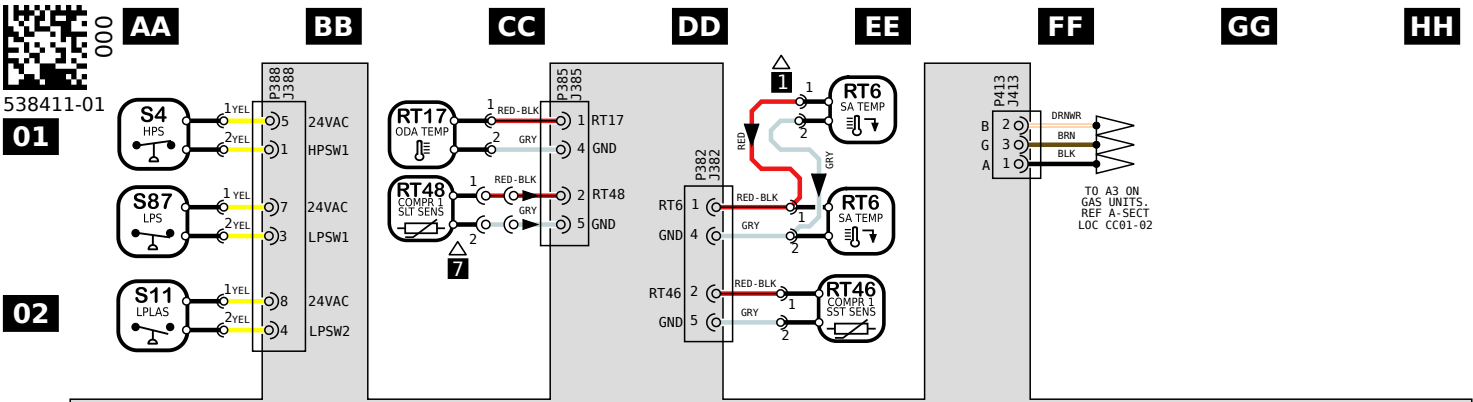 000
538411-01
AA
BB
CC
DD
EE
FF
GG
HH
01
02
S4
HPS
1 YEL
2 YEL
S87
LPS
1 YEL
2 YEL
S11
LPLAS
1 YEL
2 YEL
P388
J388
5 24VAC
1 HPSW1
7 24VAC
3 LPSW1
8 24VAC
4 LPSW2
RT17
ODA TEMP
1 RED-BLK
2 GRY
RT48
COMPR 1
SLT SENS
1 RED-BLK
2 GRY
7
P385
J385
1 RT17
4 GND
2 RT48
5 GND
P382
J382
RT6 1 RED-BLK 1
GND 4 GRY 2
RT46 2 RED-BLK 1
GND 5 GRY 2
1
RED
GRY
1
2
RT6
SA TEMP
RT6
SA TEMP
RT46
COMPR 1
SST SENS
P413
J413
B 2 DRNWR
G 3 BRN
A 1 BLK
TO A3 ON
GAS UNITS.
REF A-SECT
LOC CC01-02